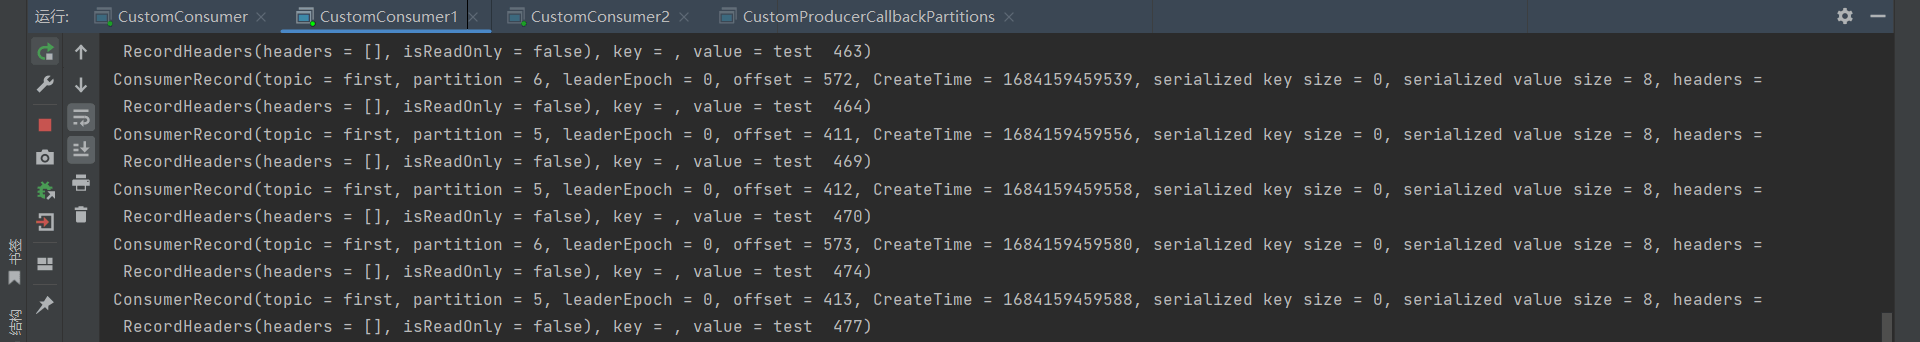 运行: CustomConsumer CustomConsumer1 CustomConsumer2 CustomProducerCallbackPartitions
RecordHeaders(headers = [], isReadOnly = false), key = , value = test  463)
ConsumerRecord(topic = first, partition = 6, leaderEpoch = 0, offset = 572, CreateTime = 1684159459539, serialized key size = 0, serialized value size = 8, headers =
RecordHeaders(headers = [], isReadOnly = false), key = , value = test  464)
ConsumerRecord(topic = first, partition = 5, leaderEpoch = 0, offset = 411, CreateTime = 1684159459556, serialized key size = 0, serialized value size = 8, headers =
RecordHeaders(headers = [], isReadOnly = false), key = , value = test  469)
ConsumerRecord(topic = first, partition = 5, leaderEpoch = 0, offset = 412, CreateTime = 1684159459558, serialized key size = 0, serialized value size = 8, headers =
RecordHeaders(headers = [], isReadOnly = false), key = , value = test  470)
ConsumerRecord(topic = first, partition = 6, leaderEpoch = 0, offset = 573, CreateTime = 1684159459580, serialized key size = 0, serialized value size = 8, headers =
RecordHeaders(headers = [], isReadOnly = false), key = , value = test  474)
ConsumerRecord(topic = first, partition = 5, leaderEpoch = 0, offset = 413, CreateTime = 1684159459588, serialized key size = 0, serialized value size = 8, headers =
RecordHeaders(headers = [], isReadOnly = false), key = , value = test  477)
书签
结构